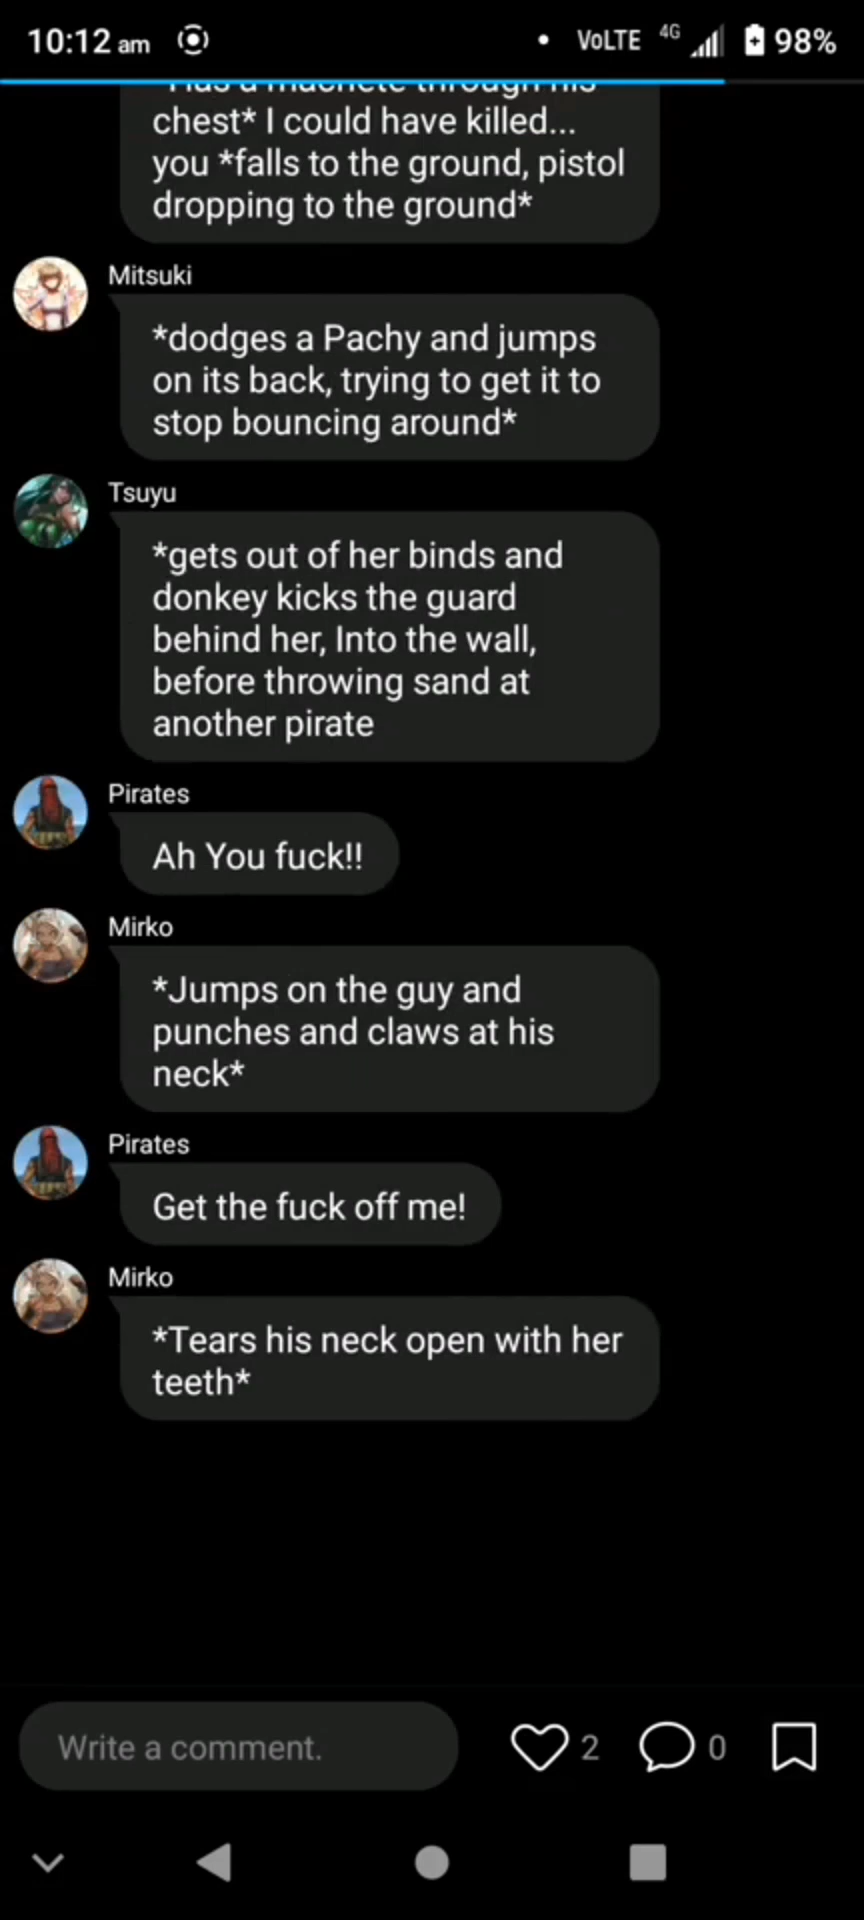 10:12 am
VoLTE 4G 98%
has a machete through his
chest* I could have killed...
you *falls to the ground, pistol
dropping to the ground*
Mitsuki
*dodges a Pachy and jumps
on its back, trying to get it to
stop bouncing around*
Tsuyu
*gets out of her binds and
donkey kicks the guard
behind her, Into the wall,
before throwing sand at
another pirate
Pirates
Ah You fuck!!
Mirko
*Jumps on the guy and
punches and claws at his
neck*
Pirates
Get the fuck off me!
Mirko
*Tears his neck open with her
teeth*
Write a comment.
2
0